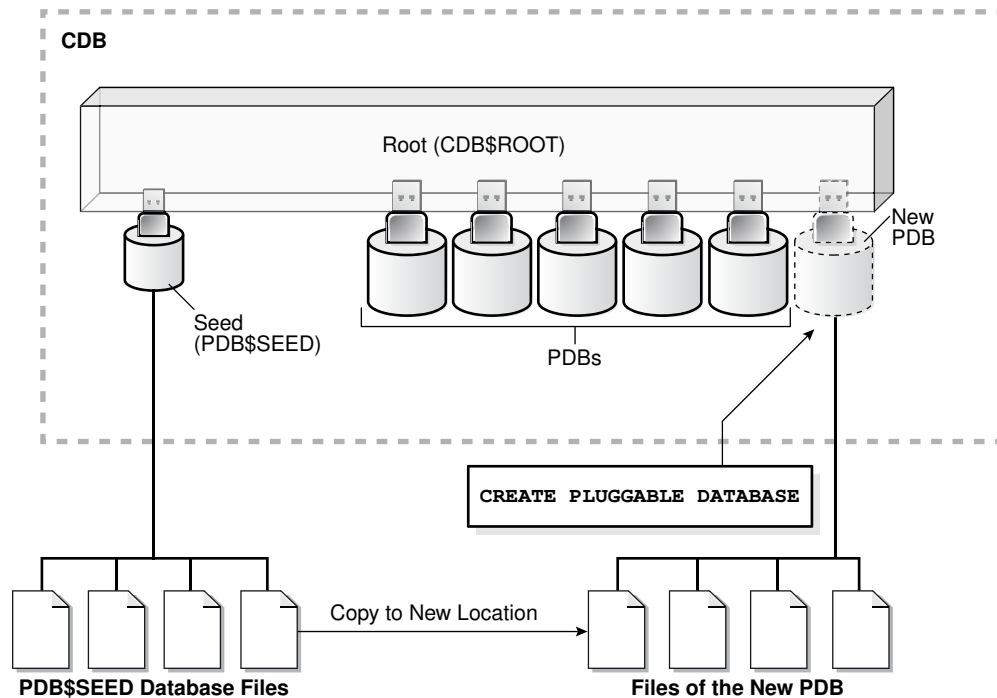 CDB
Root (CDB$ROOT)
New
PDB
Seed
(PDB$SEED)
PDBs
CREATE PLUGGABLE DATABASE
Copy to New Location
PDB$SEED Database Files
Files of the New PDB